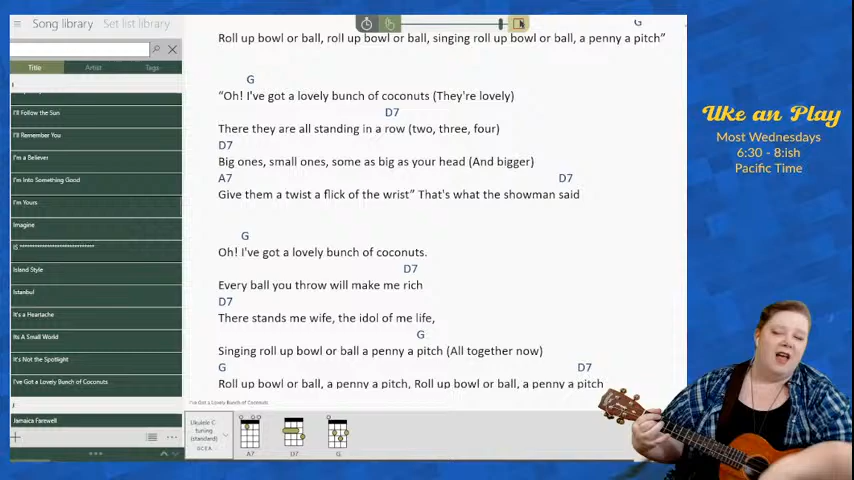 Song library Set list library
Title Artist Tags
I'll Follow the Sun
I'll Remember You
I'm a Believer
I'm Into Something Good
I'm Yours
Imagine
Island Style
Istanbul
It's a Heartache
Its A Small World
It's Not the Spotlight
I've Got a Lovely Bunch of Coconuts
J
Jamaica Farewell
G
Roll up bowl or ball, roll up bowl or ball, singing roll up bowl or ball, a penny a pitch”
G
“Oh! I've got a lovely bunch of coconuts (They're lovely)
D7
There they are all standing in a row (two, three, four)
D7
Big ones, small ones, some as big as your head (And bigger)
A7 D7
Give them a twist a flick of the wrist” That's what the showman said
G
Oh! I've got a lovely bunch of coconuts.
D7
Every ball you throw will make me rich
D7
There stands me wife, the idol of me life,
G
Singing roll up bowl or ball a penny a pitch (All together now)
G D7
Roll up bowl or ball, a penny a pitch, Roll up bowl or ball, a penny a pitch
I've Got a Lovely Bunch of Coconuts
Ukulele C
tuning
(standard)
GCEA
A7 D7 G
Uke an Play
Most Wednesdays
6:30 - 8:ish
Pacific Time